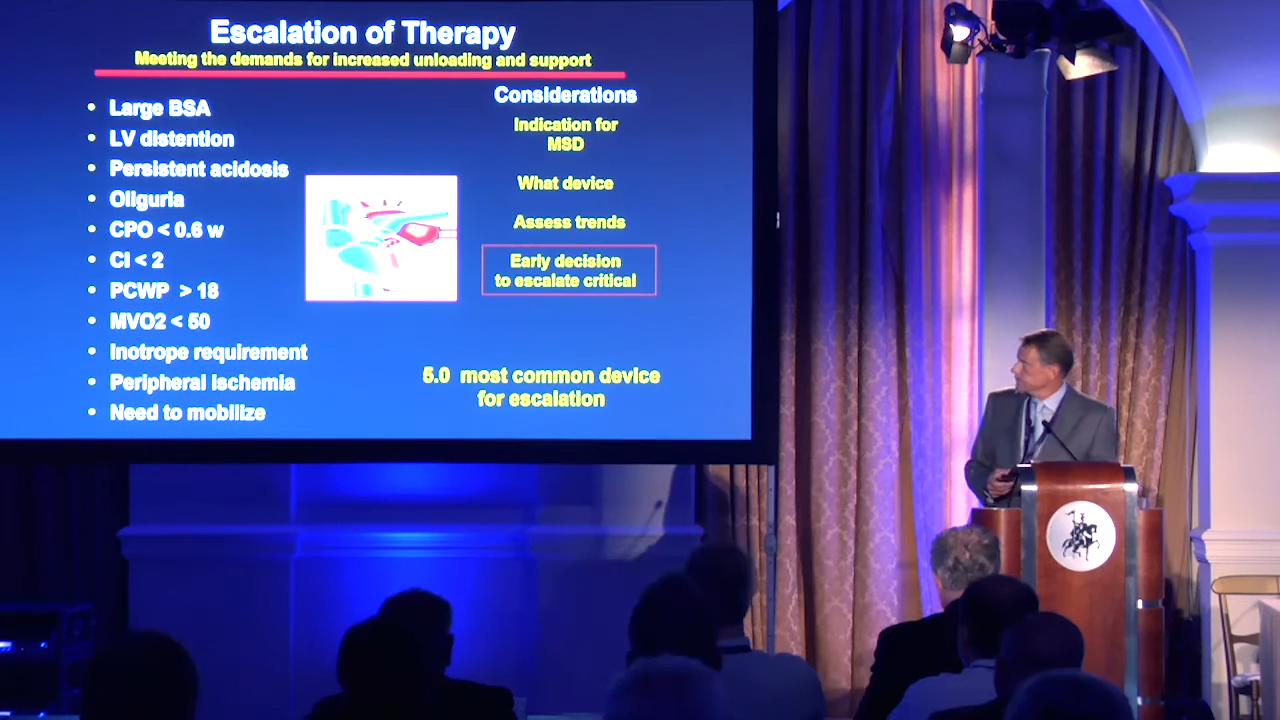 Escalation of Therapy
Meeting the demands for increased unloading and support
• Large BSA
• LV distention
• Persistent acidosis
• Oliguria
• CPO < 0.6 w
• CI < 2
• PCWP > 18
• MVO2 < 50
• Inotrope requirement
• Peripheral ischemia
• Need to mobilize
Considerations
Indication for
MSD
What device
Assess trends
Early decision
to escalate critical
5.0 most common device
for escalation